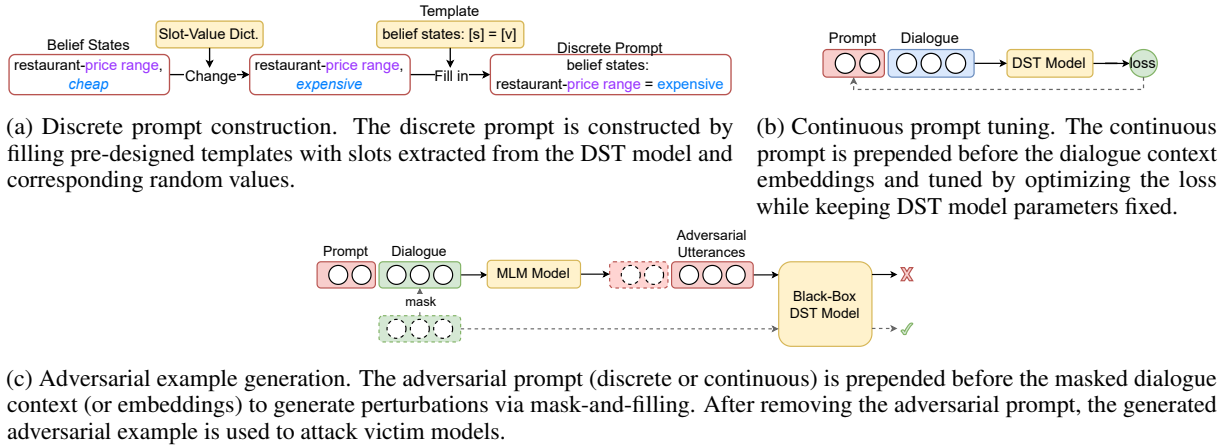 Belief States
restaurant-price range,
cheap
Slot-Value Dict.
Change
restaurant-price range,
expensive
Template
belief states: [s] = [v]
Fill in
Discrete Prompt
belief states:
restaurant-price range = expensive
(a) Discrete prompt construction. The discrete prompt is constructed by
filling pre-designed templates with slots extracted from the DST model and
corresponding random values.
Prompt
Dialogue
DST Model
loss
(b) Continuous prompt tuning. The continuous
prompt is prepended before the dialogue context
embeddings and tuned by optimizing the loss
while keeping DST model parameters fixed.
Prompt
Dialogue
mask
MLM Model
Adversarial
Utterances
Black-Box
DST Model
(c) Adversarial example generation. The adversarial prompt (discrete or continuous) is prepended before the masked dialogue
context (or embeddings) to generate perturbations via mask-and-filling. After removing the adversarial prompt, the generated
adversarial example is used to attack victim models.